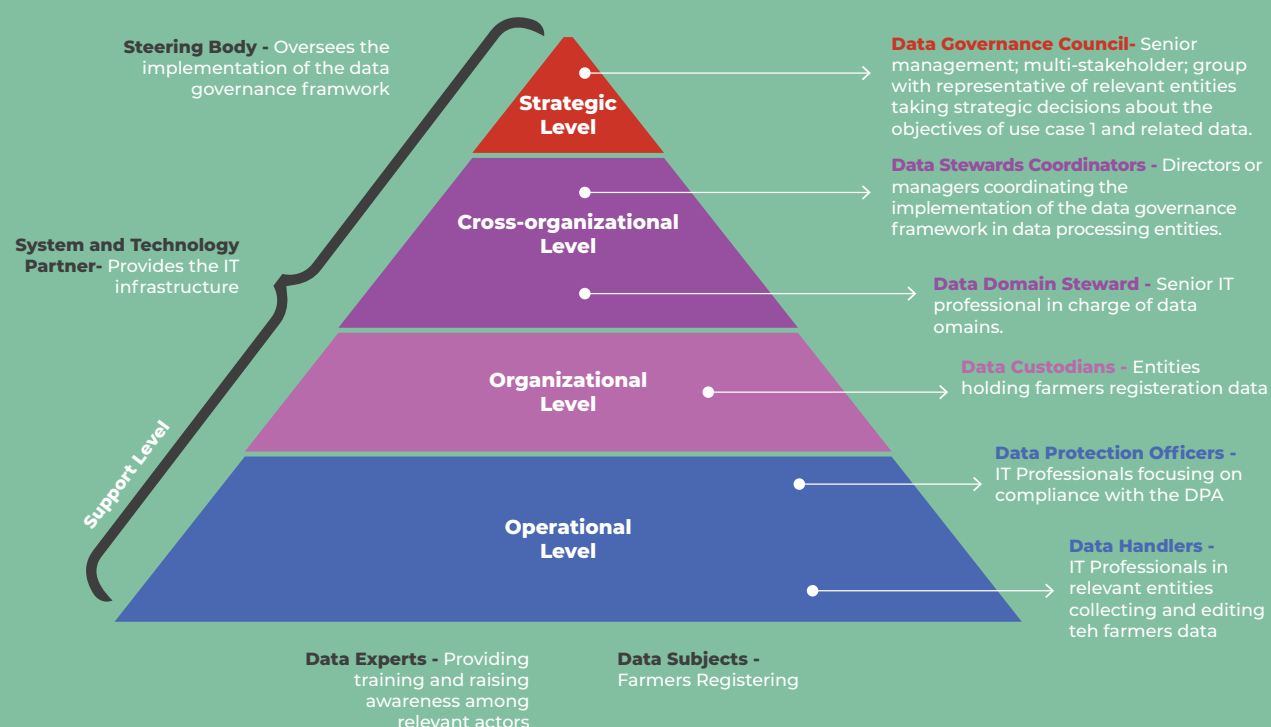 Steering Body - Oversees the
implementation of the data
governance framwork
System and Technology
Partner- Provides the IT
infrastructure
Support Level
Strategic
Level
Cross-organizational
Level
Organizational
Level
Operational
Level
Data Governance Council- Senior
management; multi-stakeholder; group
with representative of relevant entities
taking strategic decisions about the
objectives of use case 1 and related data.
Data Stewards Coordinators - Directors or
managers coordinating the
implementation of the data governance
framework in data processing entities.
Data Domain Steward - Senior IT
professional in charge of data
omains.
Data Custodians - Entities
holding farmers registeration data
Data Protection Officers -
IT Professionals focusing on
compliance with the DPA
Data Handlers -
IT Professionals in
relevant entities
collecting and editing
teh farmers data
Data Experts - Providing
training and raising
awareness among
relevant actors
Data Subjects -
Farmers Registering